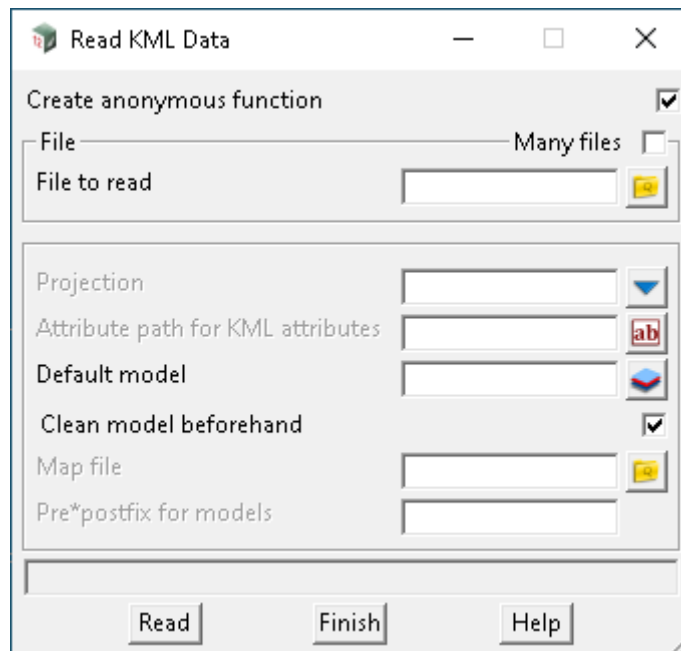 Read KML Data
Create anonymous function
File Many files
File to read
Projection
Attribute path for KML attributes
ab
Default model
Clean model beforehand
Map file
Pre*postfix for models
Read Finish Help